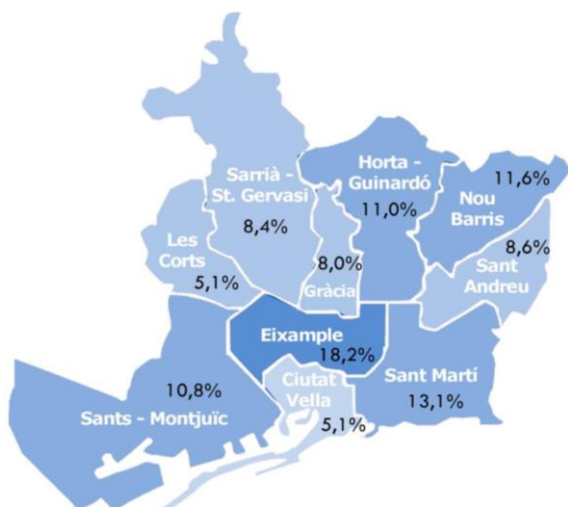 Sarrià -
St. Gervasi
8,4%
Horta -
Guinardó
11,0%
11,6%
Nou
Barris
Les
Corts
5,1%
8,0%
Gràcia
8,6%
Sant
Andreu
Eixample
18,2%
10,8%
Sants - Montjuïc
Ciutat
Vella
5,1%
Sant Martí
13,1%